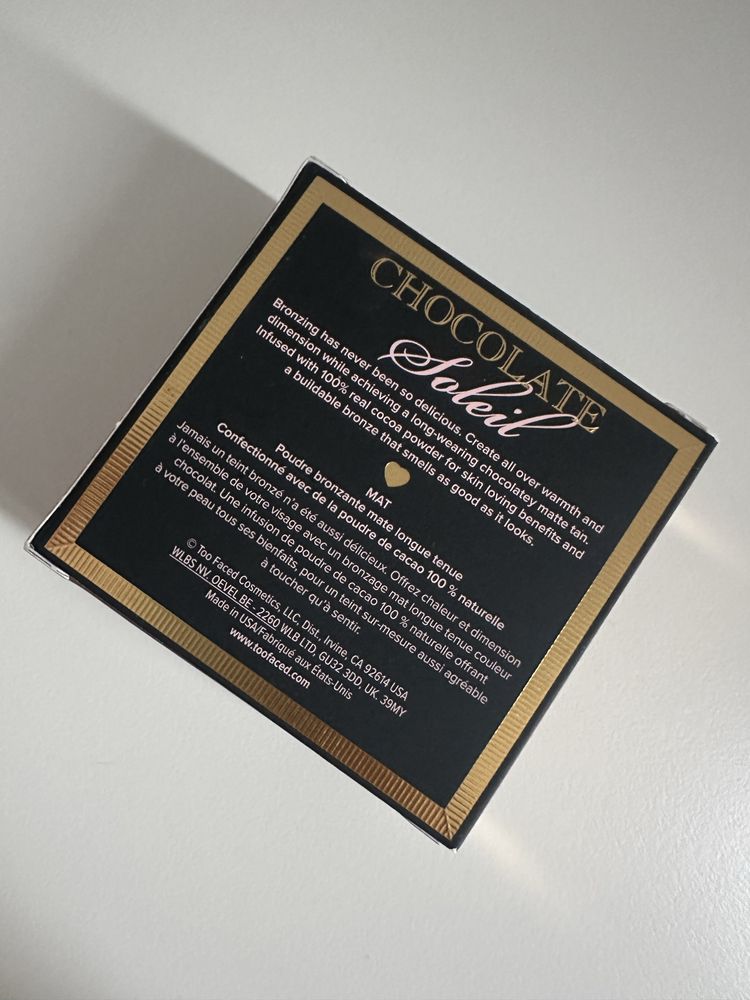 CHOCOLATE
Soleil
Bronzing has never been so delicious. Create all over warmth and
dimension while achieving a long-wearing chocolatey matte tan.
Infused with 100% real cocoa powder for skin loving benefits and
a buildable bronze that smells as good as it looks.
MAT
Poudre bronzante mate longue tenue
Confectionné avec de la poudre de cacao 100 % naturelle
Jamais un teint bronzé n'a été aussi délicieux. Offrez chaleur et dimension
à l'ensemble de votre visage avec un bronzage mat longue tenue couleur
chocolat. Une infusion de poudre de cacao 100 % naturelle offrant
à votre peau tous ses bienfaits, pour un teint sur-mesure aussi agréable
à toucher qu'à sentir.
© Too Faced Cosmetics, LLC, Dist., Irvine, CA 92614 USA
WLBS NV. OEVEL BE - 2260 WLB LTD, GU32 3DD, UK. 39MY
Made in USA/Fabriqué aux États-Unis
www.toofaced.com